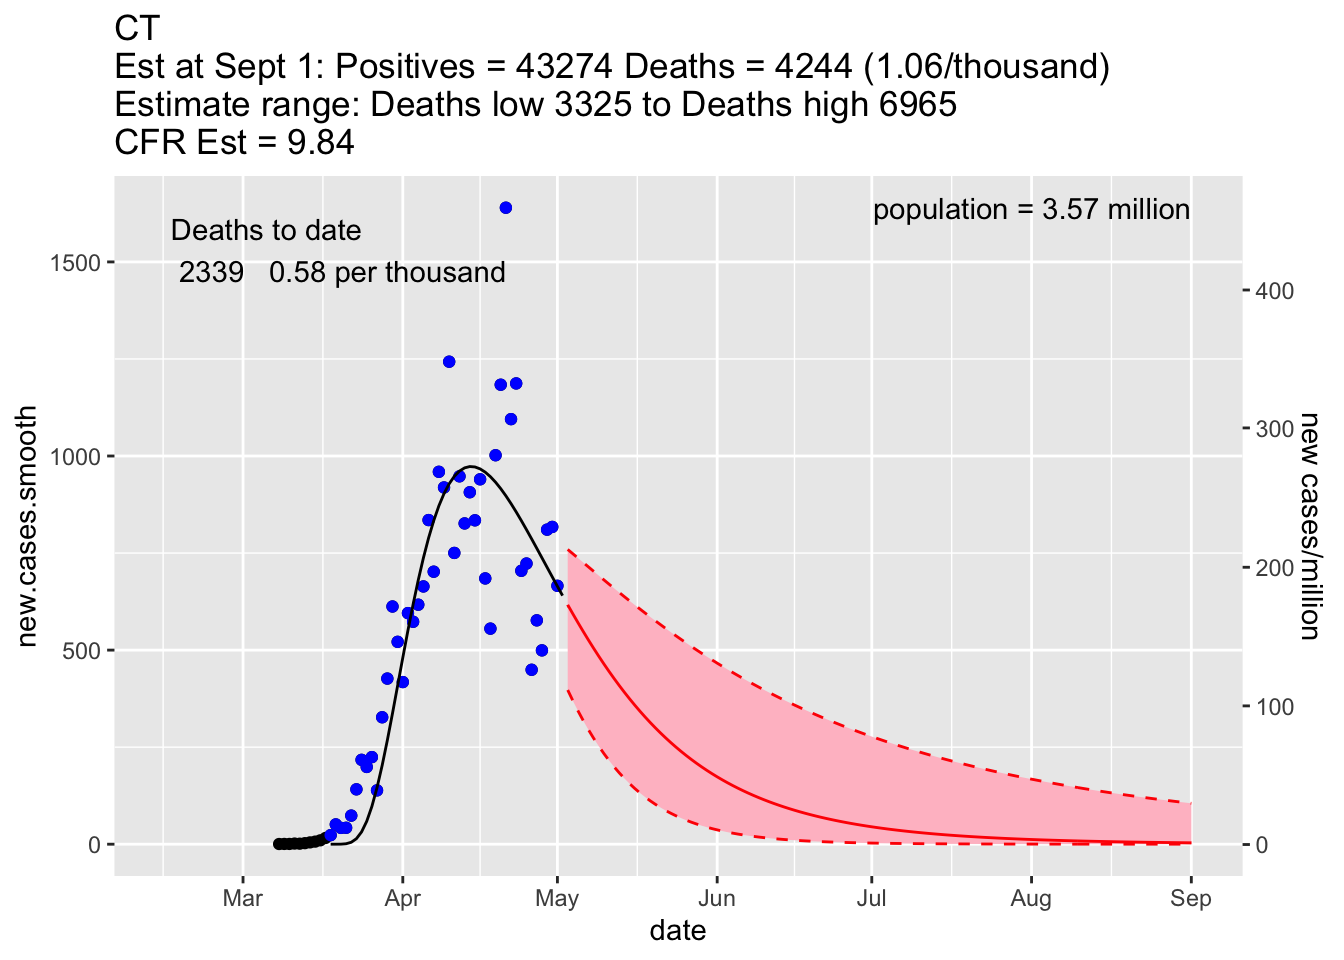 CT
Est at Sept 1: Positives = 43274 Deaths = 4244 (1.06/thousand)
Estimate range: Deaths low 3325 to Deaths high 6965
CFR Est = 9.84
population = 3.57 million
Deaths to date
2339 0.58 per thousand
new.cases.smooth
1500
1000
500
0
400
300
200
100
0
new cases/million
Mar Apr May Jun Jul Aug Sep
date